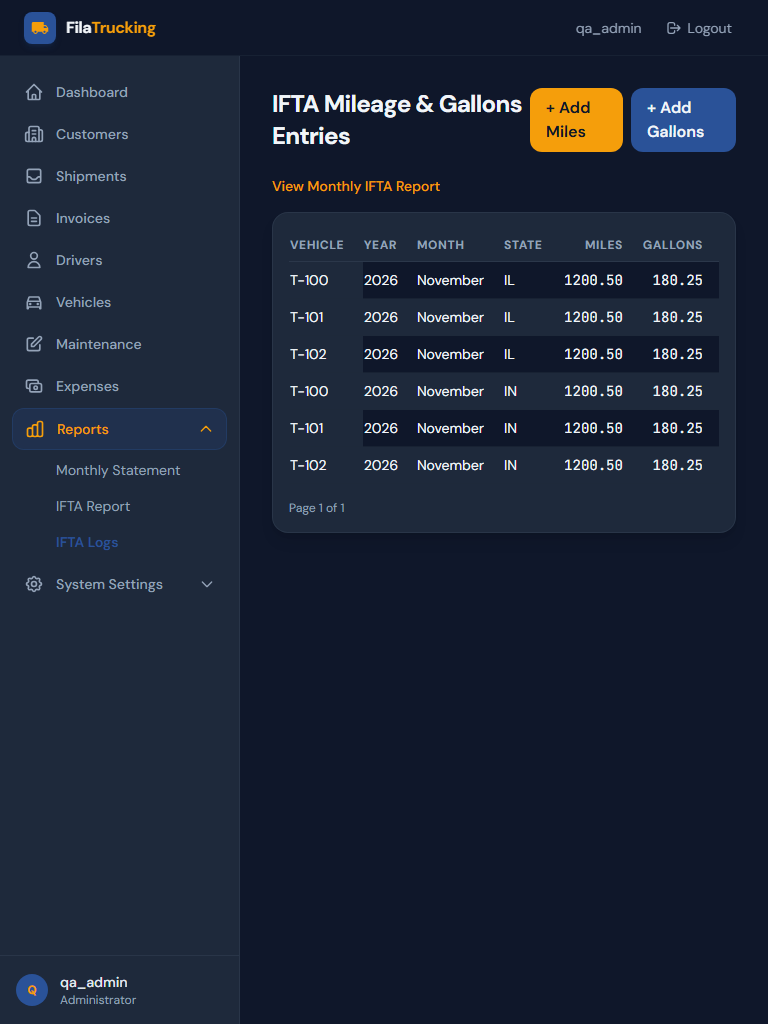 FilaTrucking
qa_admin
Logout
Dashboard
Customers
Shipments
Invoices
Drivers
Vehicles
Maintenance
Expenses
Reports
Monthly Statement
IFTA Report
IFTA Logs
System Settings
Q
qa_admin
Administrator
IFTA Mileage & Gallons
Entries
+ Add
Miles
+ Add
Gallons
View Monthly IFTA Report
VEHICLE YEAR MONTH STATE MILES GALLONS
T-100 2026 November IL 1200.50 180.25
T-101 2026 November IL 1200.50 180.25
T-102 2026 November IL 1200.50 180.25
T-100 2026 November IN 1200.50 180.25
T-101 2026 November IN 1200.50 180.25
T-102 2026 November IN 1200.50 180.25
Page 1 of 1